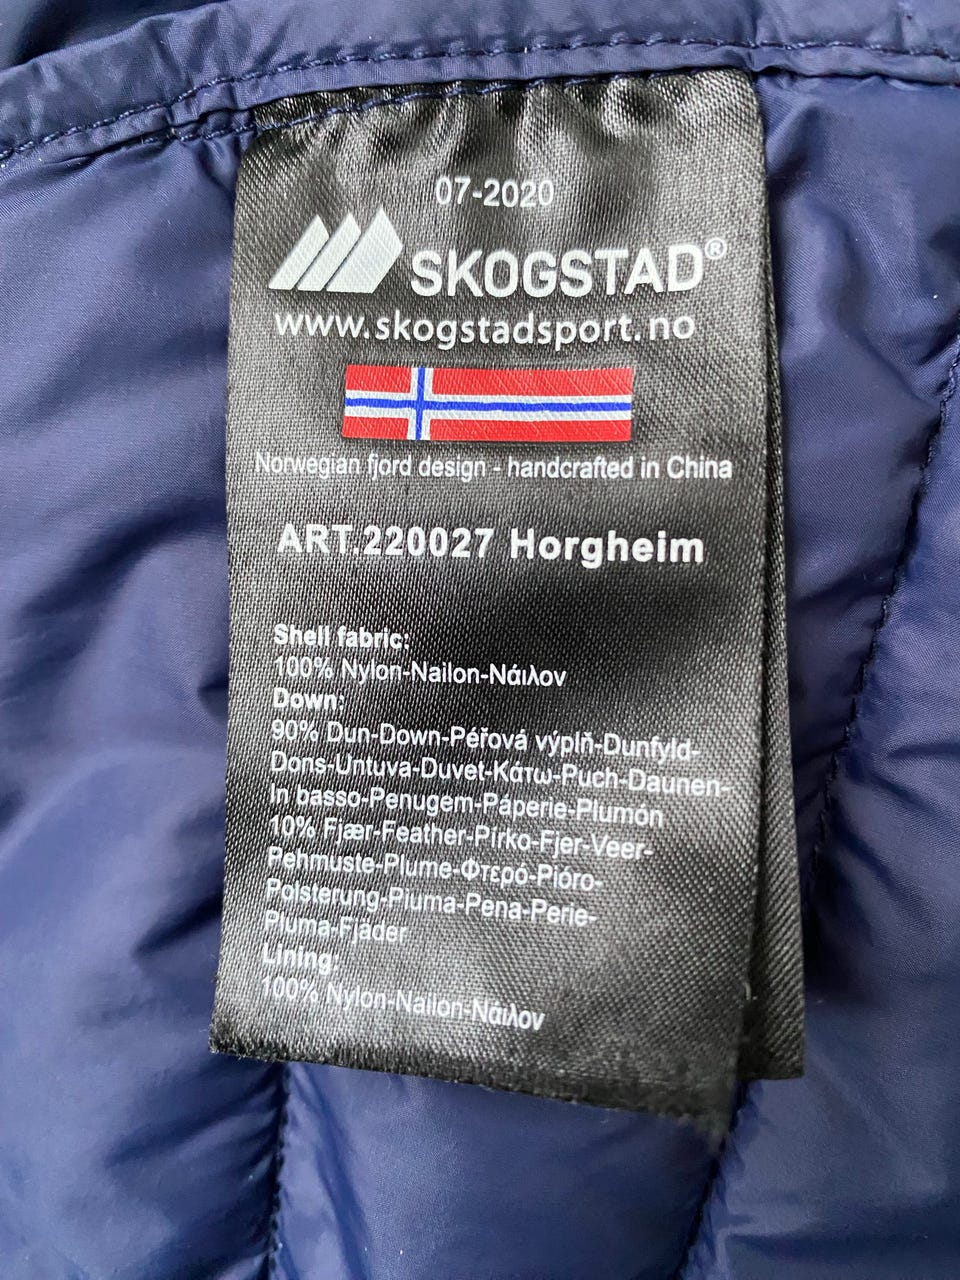 07-2020
SKOGSTAD®
www.skogstadsport.no
Norwegian fjord design - handcrafted in China
ART.220027 Horgheim
Shell fabric:
100% Nylon-Nailon-Νάιλον
Down:
90% Dun-Down-Péřová výplň-Dunfyld-
Dons-Untuva-Duvet-Κάτω-Puch-Daunen-
In basso-Penugem-Páperie-Plumón
10% Fjær-Feather-Pírko-Fjer-Veer-
Pehmuste-Plume-Φτερό-Pióro-
Polsterung-Piuma-Pena-Perie-
Pluma-Fjäder
Lining:
100% Nylon-Nailon-Νάιλον